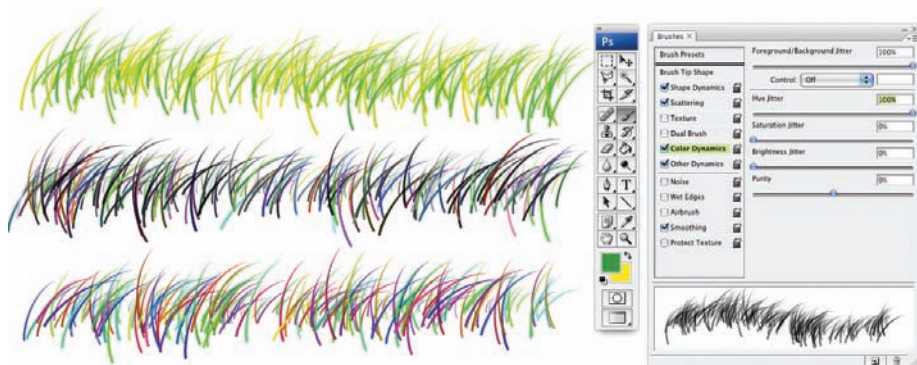 Ps
T
Brushes ×
Brush Presets
Brush Tip Shape
Shape Dynamics
Scattering
Texture
Dual Brush
Color Dynamics
Other Dynamics
Noise
Wet Edges
Airbrush
Smoothing
Protect Texture
Foreground/Background Jitter 100%
Control: Off
Hue Jitter 100%
Saturation Jitter 0%
Brightness Jitter 0%
Purity 0%